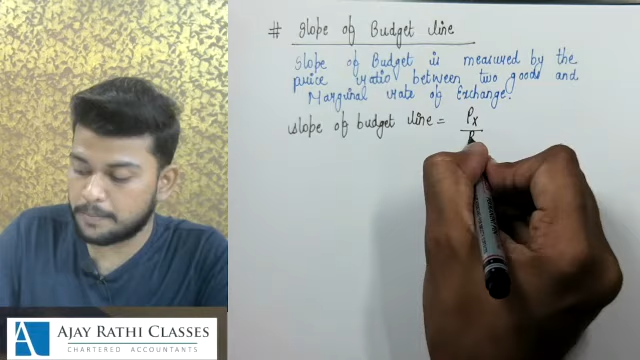 # Slope of Budget line
Slope of Budget is measured by the
price ratio between two goods and
Marginal rate of Exchange.
slope of budget line = Px
P
AJAY RATHI CLASSES
CHARTERED ACCOUNTANTS